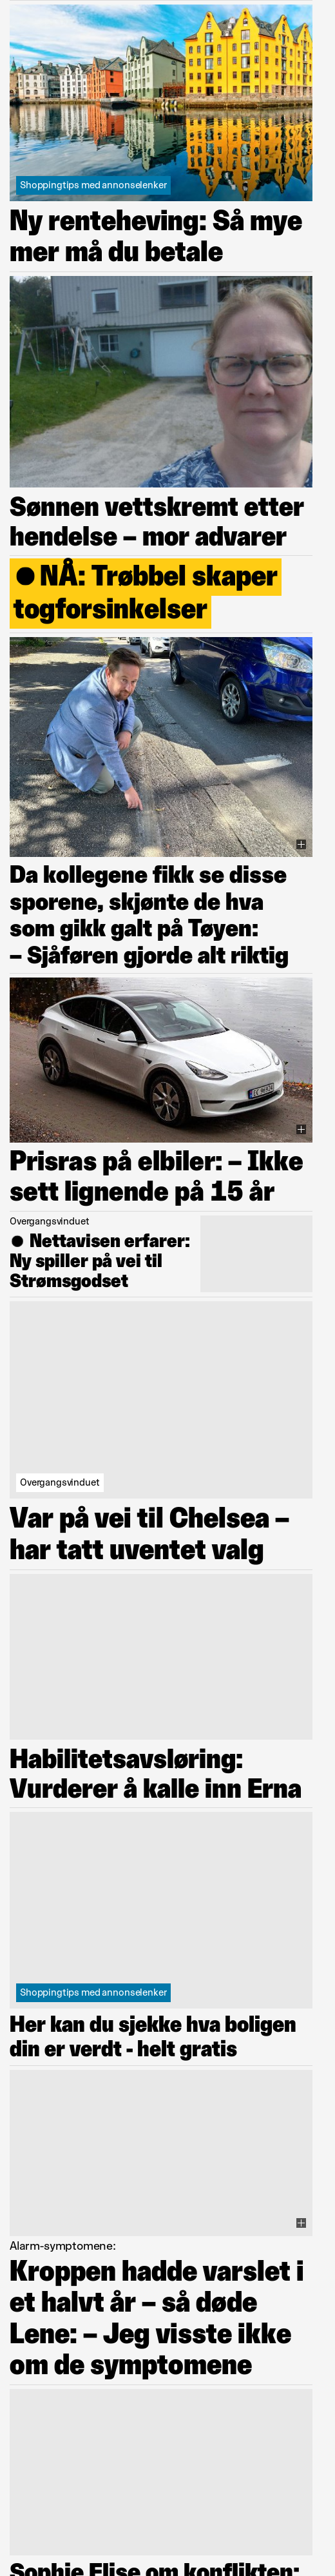 Shoppingtips med annonselenker
Ny renteheving: Så mye
mer må du betale
Sønnen vettskremt etter
hendelse – mor advarer
● NÅ: Trøbbel skaper
togforsinkelser
Da kollegene fikk se disse
sporene, skjønte de hva
som gikk galt på Tøyen:
– Sjåføren gjorde alt riktig
Prisras på elbiler: – Ikke
sett lignende på 15 år
Overgangsvinduet
● Nettavisen erfarer:
Ny spiller på vei til
Strømsgodset
Overgangsvinduet
Var på vei til Chelsea –
har tatt uventet valg
Habilitetsavsløring:
Vurderer å kalle inn Erna
Shoppingtips med annonselenker
Her kan du sjekke hva boligen
din er verdt - helt gratis
Alarm-symptomene:
Kroppen hadde varslet i
et halvt år – så døde
Lene: – Jeg visste ikke
om de symptomene
Sophie Elise om konflikten: